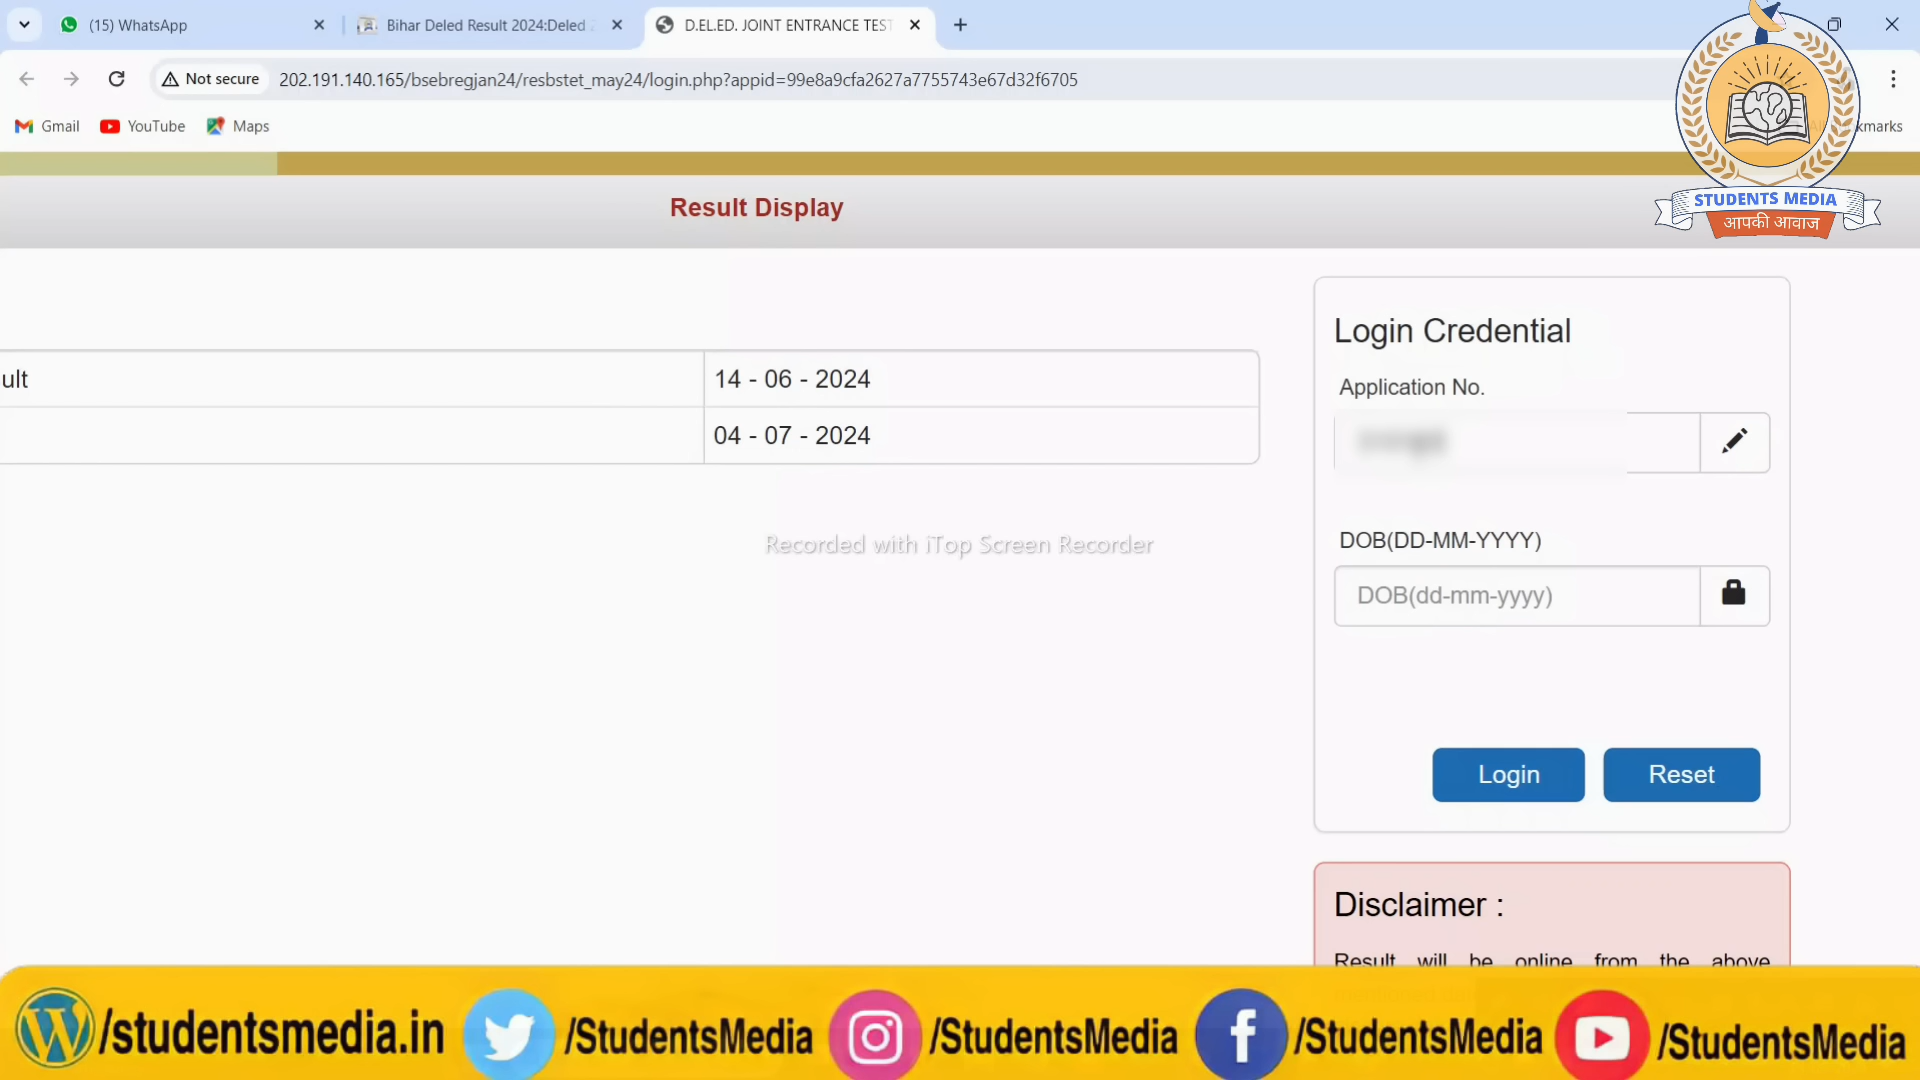 (15) WhatsApp
Bihar Deled Result 2024:Deled
D.EL.ED. JOINT ENTRANCE TEST
Not secure
202.191.140.165/bsebregjan24/resbstet_may24/login.php?appid=99e8a9cfa2627a7755743e67d32f6705
Gmail
YouTube
Maps
kmarks
STUDENTS MEDIA
आपकी आवाज
Result Display
ult
14 - 06 - 2024
04 - 07 - 2024
Login Credential
Application No.
DOB(DD-MM-YYYY)
DOB(dd-mm-yyyy)
Login
Reset
Recorded with iTop Screen Recorder
Disclaimer :
Result will be online from the above
/studentsmedia.in
/StudentsMedia
/StudentsMedia
/StudentsMedia
/StudentsMedia